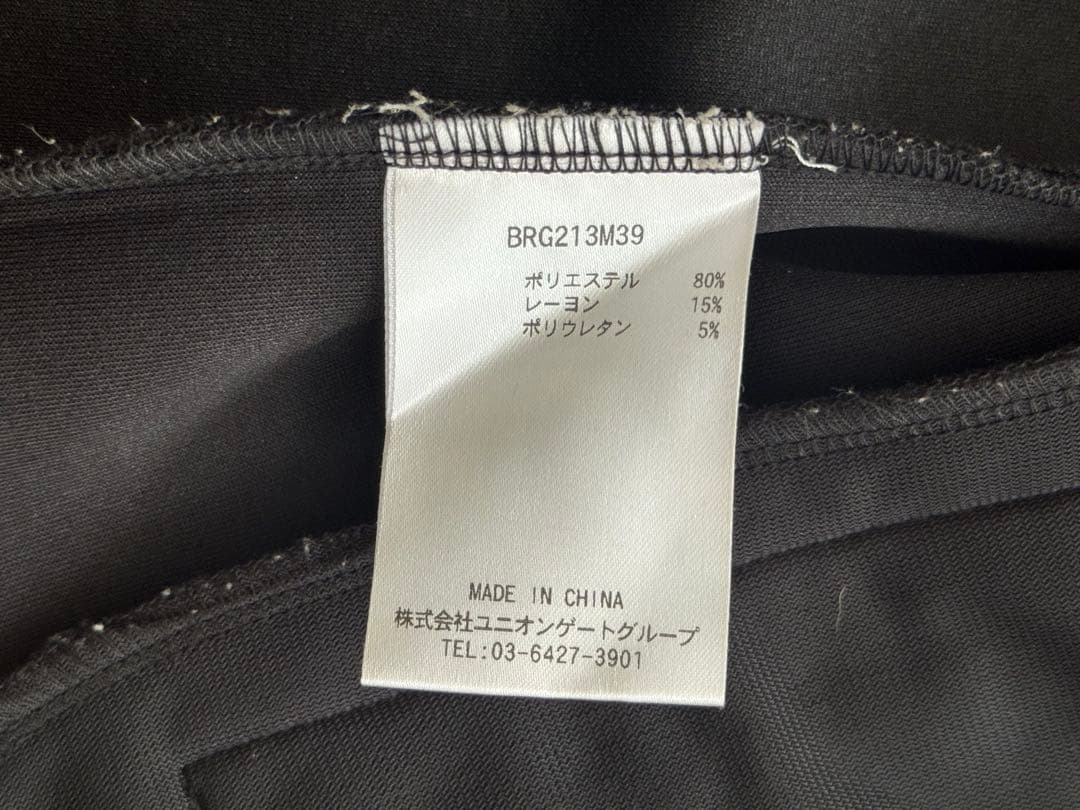 BRG213M39
ポリエステル 80%
レーヨン 15%
ポリウレタン 5%
MADE IN CHINA
株式会社ユニオンゲートグループ
TEL:03-6427-3901